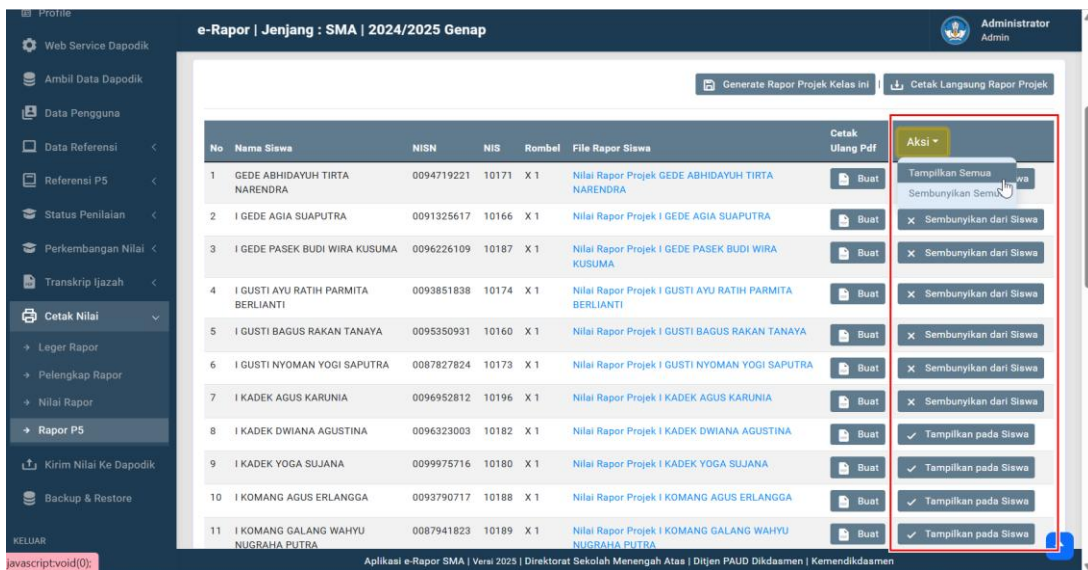 Profile
Web Service Dapodik
Ambil Data Dapodik
Data Pengguna
Data Referensi
Referensi P5
Status Penilaian
Perkembangan Nilai
Transkrip Ijazah
Cetak Nilai
Leger Rapor
Pelengkap Rapor
Nilai Rapor
Rapor P5
Kirim Nilai Ke Dapodik
Backup & Restore
KELUAR
javascript:void(0);
e-Rapor | Jenjang : SMA | 2024/2025 Genap
Administrator
Admin
Generate Rapor Projek Kelas ini | Cetak Langsung Rapor Projek
No Nama Siswa NISN NIS Rombel File Rapor Siswa Cetak Ulang Pdf Aksi
Tampilkan Semua
Sembunyikan
1 GEDE ABHIDAYUH TIRTA NARENDRA 0094719221 10171 X 1 Nilai Rapor Projek GEDE ABHIDAYUH TIRTA NARENDRA Buat
2 I GEDE AGIA SUAPUTRA 0091325617 10166 X 1 Nilai Rapor Projek I GEDE AGIA SUAPUTRA Buat Sembunyikan dari Siswa
3 I GEDE PASEK BUDI WIRA KUSUMA 0096226109 10187 X 1 Nilai Rapor Projek I GEDE PASEK BUDI WIRA KUSUMA Buat Sembunyikan dari Siswa
4 I GUSTI AYU RATIH PARMITA BERLIANTI 0093851838 10174 X 1 Nilai Rapor Projek I GUSTI AYU RATIH PARMITA BERLIANTI Buat Sembunyikan dari Siswa
5 I GUSTI BAGUS RAKAN TANAYA 0095350931 10160 X 1 Nilai Rapor Projek I GUSTI BAGUS RAKAN TANAYA Buat Sembunyikan dari Siswa
6 I GUSTI NYOMAN YOGI SAPUTRA 0087827824 10173 X 1 Nilai Rapor Projek I GUSTI NYOMAN YOGI SAPUTRA Buat Sembunyikan dari Siswa
7 I KADEK AGUS KARUNIA 0096952812 10196 X 1 Nilai Rapor Projek I KADEK AGUS KARUNIA Buat Sembunyikan dari Siswa
8 I KADEK DWIANA AGUSTINA 0096323003 10182 X 1 Nilai Rapor Projek I KADEK DWIANA AGUSTINA Buat Tampilkan pada Siswa
9 I KADEK YOGA SUJANA 0099975716 10180 X 1 Nilai Rapor Projek I KADEK YOGA SUJANA Buat Tampilkan pada Siswa
10 I KOMANG AGUS ERLANGGA 0093790717 10188 X 1 Nilai Rapor Projek I KOMANG AGUS ERLANGGA Buat Tampilkan pada Siswa
11 I KOMANG GALANG WAHYU NUGRAHA PUTRA 0087941823 10189 X 1 Nilai Rapor Projek I KOMANG GALANG WAHYU NUGRAHA PUTRA Buat Tampilkan pada Siswa
Aplikasi e-Rapor SMA | Versi 2025 | Direktorat Sekolah Menengah Atas | Ditjen PAUD Dikdasmen | Kemendikdasmen